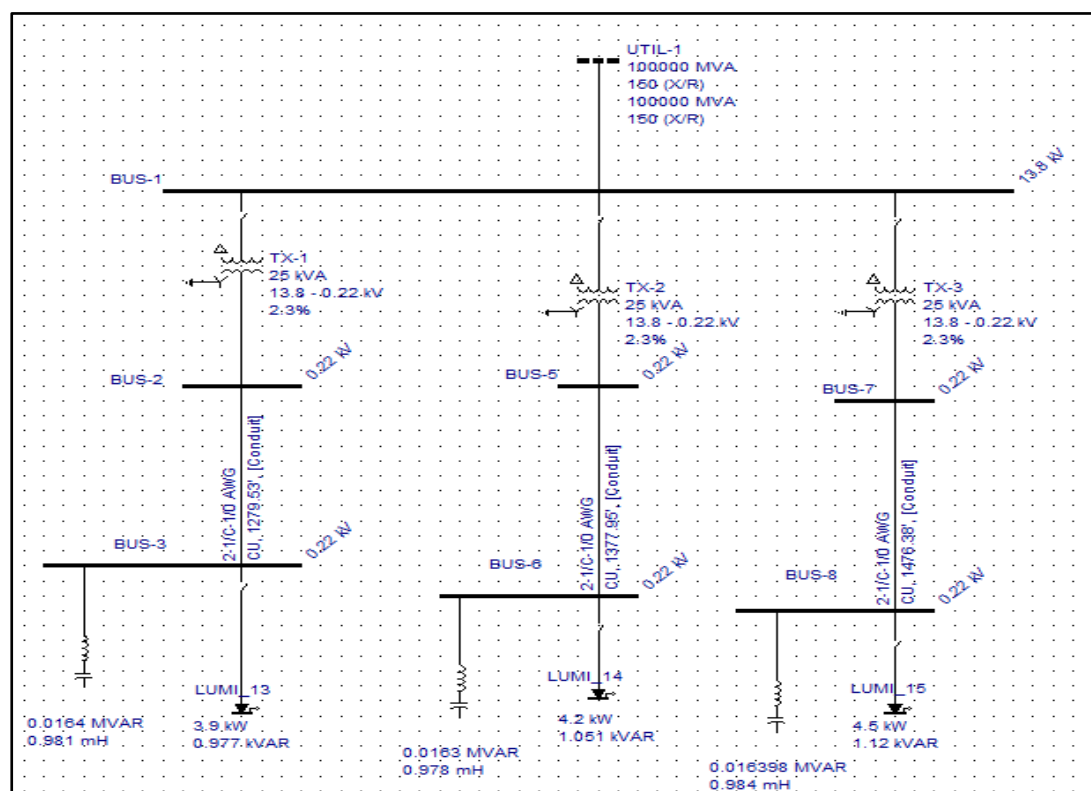 UTIL-1
100000 MVA
150 (X/R)
100000 MVA
150 (X/R)
BUS-1
13.8 kV
TX-1
25 kVA
13.8 - 0.22 kV
2.3%
TX-2
25 kVA
13.8 - 0.22 kV
2.3%
TX-3
25 kVA
13.8 - 0.22 kV
2.3%
BUS-2
0.22 kV
BUS-5
0.22 kV
BUS-7
0.22 kV
2-1/C-1/0 AWG
CU, 1279.53', [Conduit]
2-1/C-1/0 AWG
CU, 1377.95', [Conduit]
2-1/C-1/0 AWG
CU, 1476.38', [Conduit]
BUS-3
0.22 kV
BUS-6
0.22 kV
BUS-8
0.22 kV
0.0164 MVAR
0.981 mH
LUMI_13
3.9 kW
0.977 kVAR
0.0163 MVAR
0.978 mH
LUMI_14
4.2 kW
1.051 kVAR
0.016398 MVAR
0.984 mH
LUMI_15
4.5 kW
1.12 kVAR